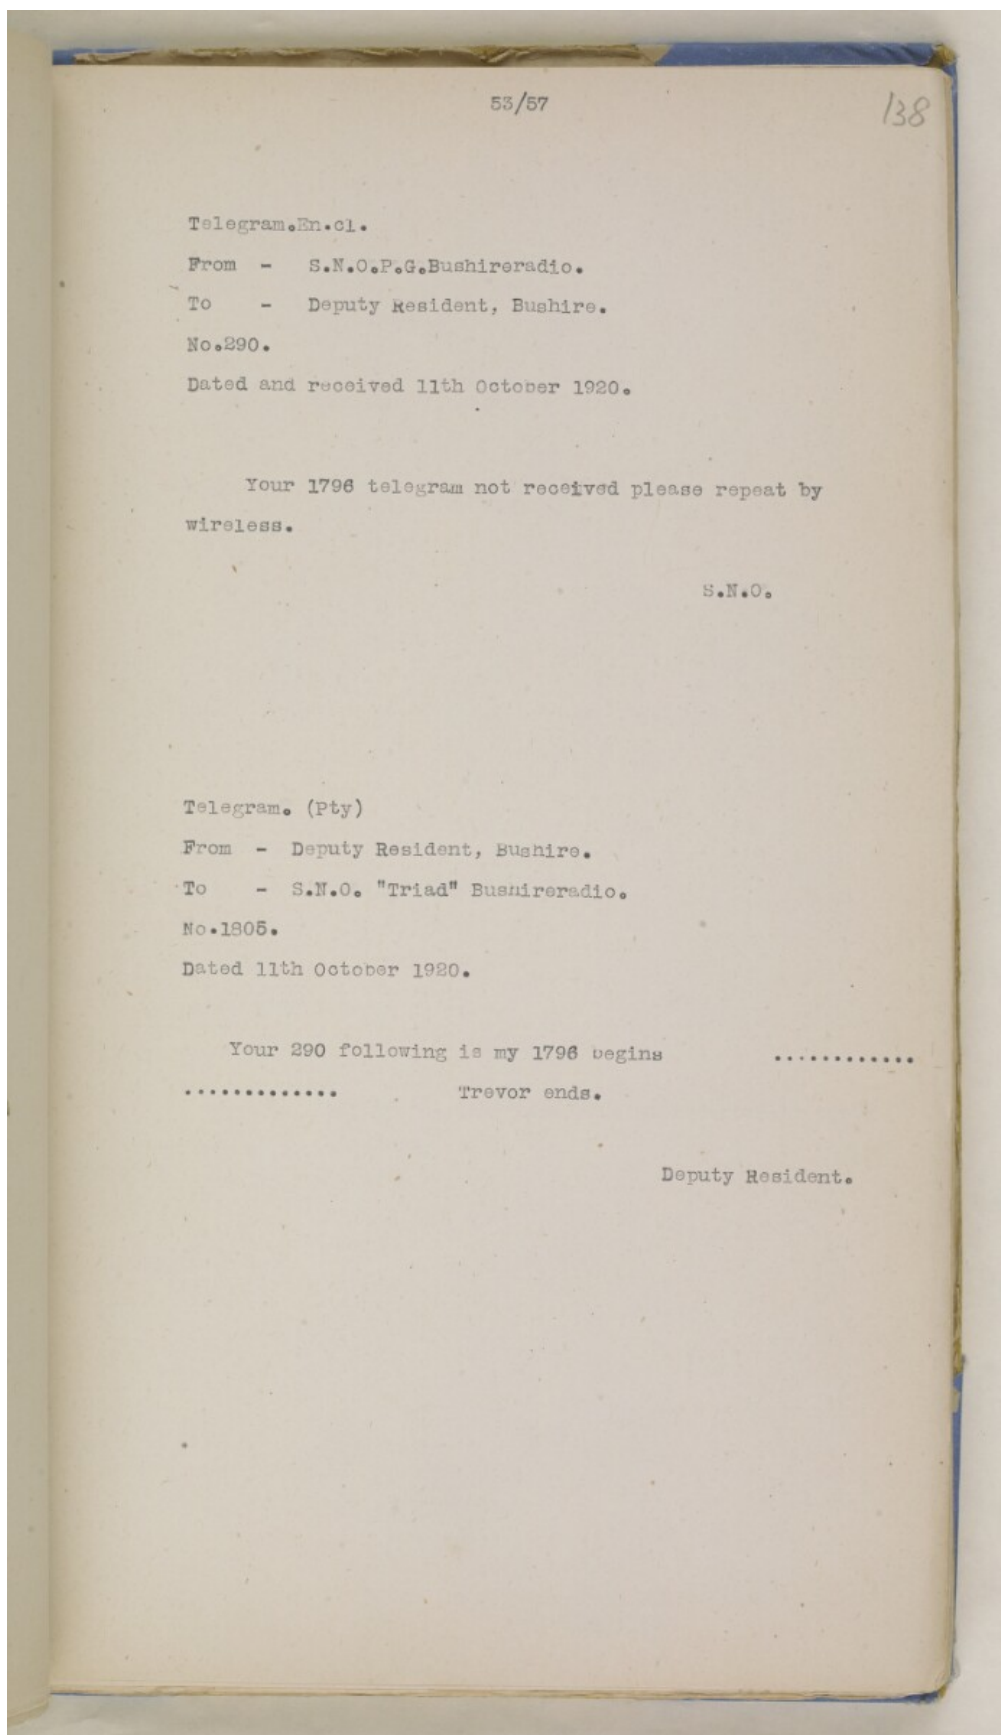 53/57
138
Telegram.En.cl.
From - S.N.O.P.G.Bushireradio.
To - Deputy Resident, Bushire.
No.290.
Dated and received 11th October 1920.
Your 1796 telegram not received please repeat by
wireless.
S.N.O.
Telegram. (Pty)
From - Deputy Resident, Bushire.
To - S.N.O. "Triad" Bushireradio.
No.1805.
Dated 11th October 1920.
Your 290 following is my 1796 begins ............
............. Trevor ends.
Deputy Resident.